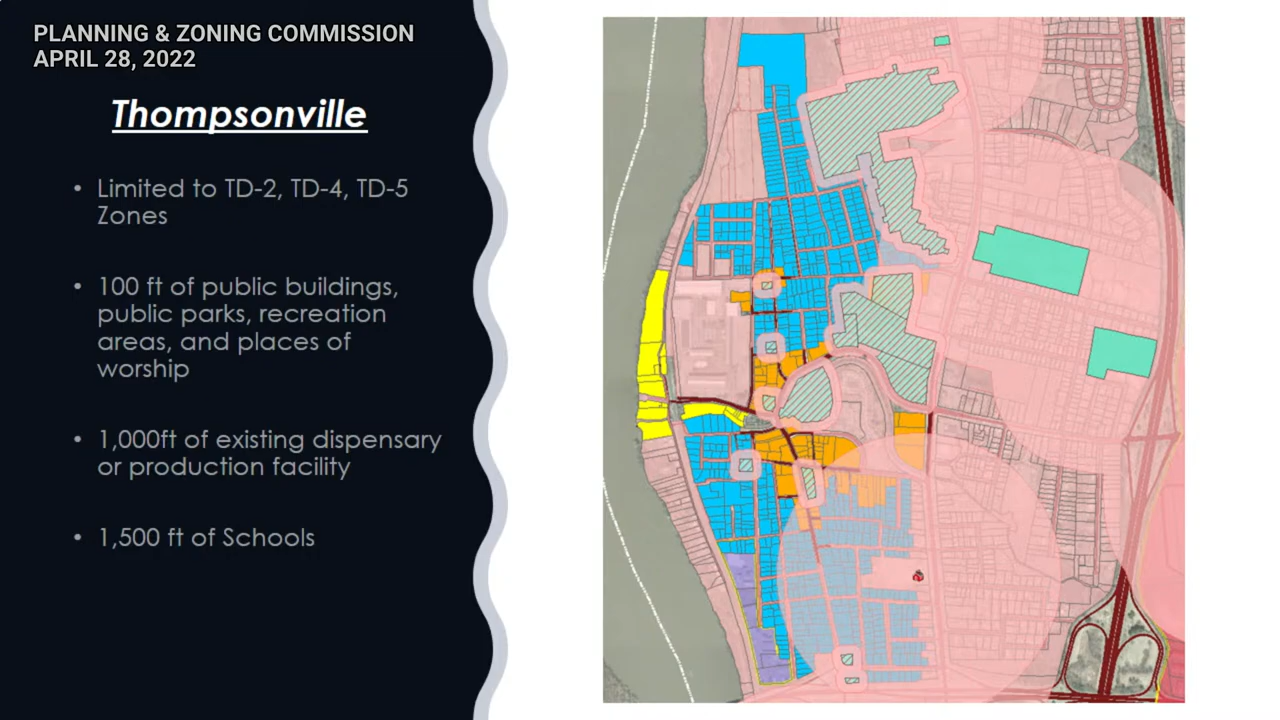 PLANNING & ZONING COMMISSION
APRIL 28, 2022
Thompsonville
• Limited to TD-2, TD-4, TD-5
Zones
• 100 ft of public buildings,
public parks, recreation
areas, and places of
worship
• 1,000ft of existing dispensary
or production facility
• 1,500 ft of Schools